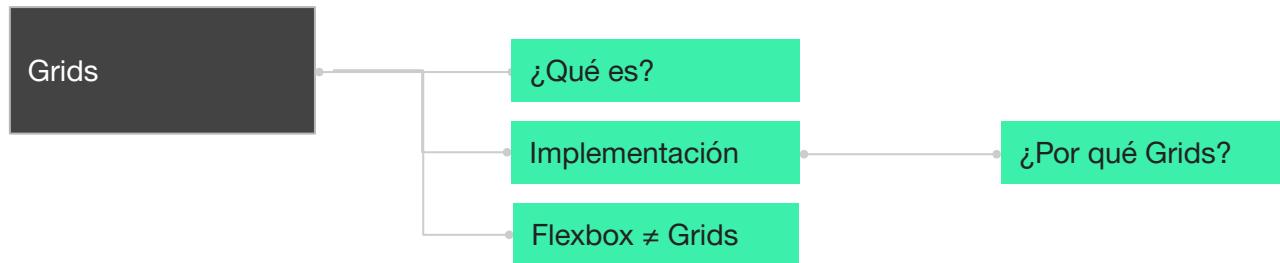 Grids
¿Qué es?
Implementación
¿Por qué Grids?
Flexbox ≠ Grids